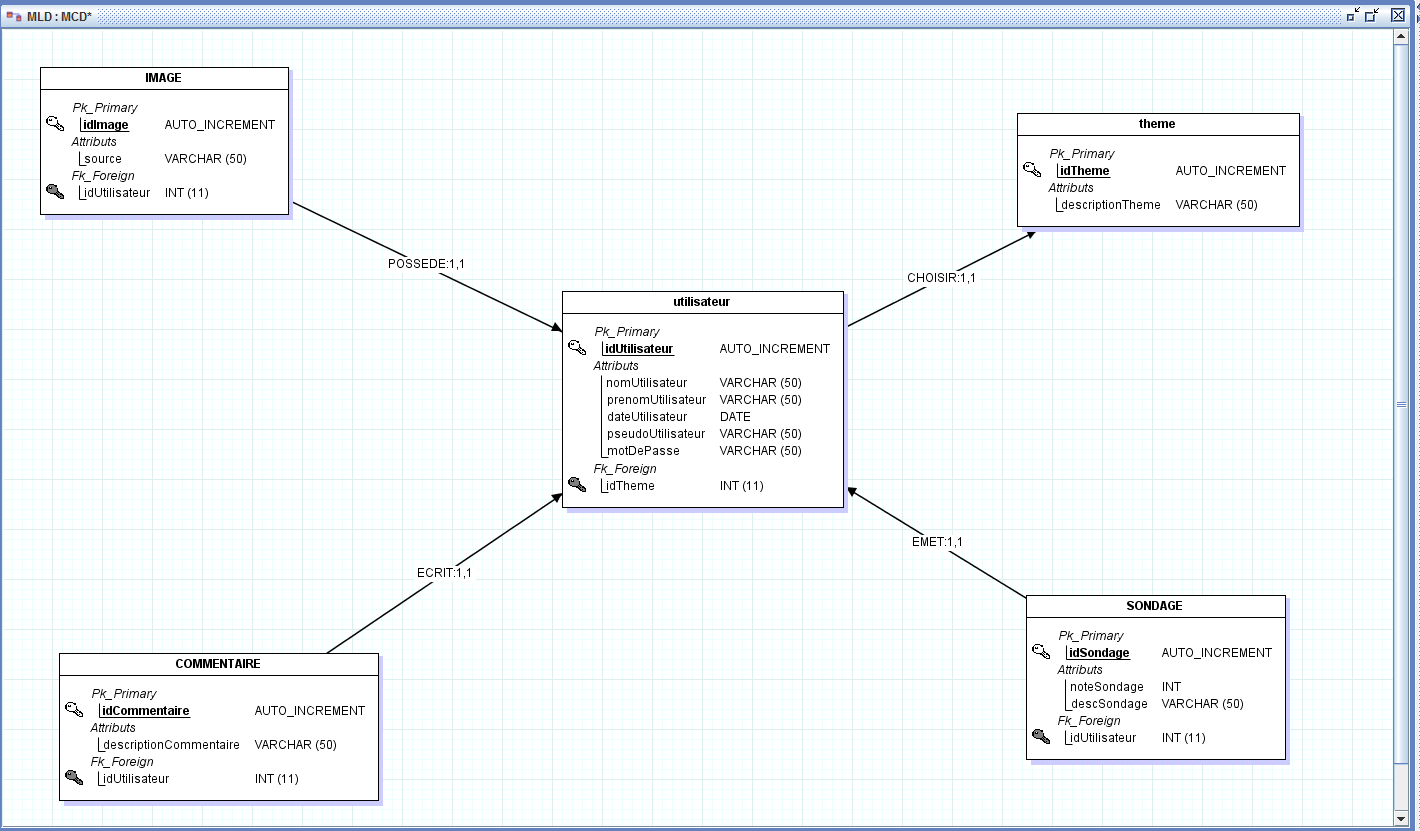 MLD : MCD*
IMAGE
Pk_Primary
idImage AUTO_INCREMENT
Attributs
source VARCHAR (50)
Fk_Foreign
idUtilisateur INT (11)
theme
Pk_Primary
idTheme AUTO_INCREMENT
Attributs
descriptionTheme VARCHAR (50)
POSSEDE:1,1
CHOISIR:1,1
utilisateur
Pk_Primary
idUtilisateur AUTO_INCREMENT
Attributs
nomUtilisateur VARCHAR (50)
prenomUtilisateur VARCHAR (50)
dateUtilisateur DATE
pseudoUtilisateur VARCHAR (50)
motDePasse VARCHAR (50)
Fk_Foreign
idTheme INT (11)
ECRIT:1,1
EMET:1,1
COMMENTAIRE
Pk_Primary
idCommentaire AUTO_INCREMENT
Attributs
descriptionCommentaire VARCHAR (50)
Fk_Foreign
idUtilisateur INT (11)
SONDAGE
Pk_Primary
idSondage AUTO_INCREMENT
Attributs
noteSondage INT
descSondage VARCHAR (50)
Fk_Foreign
idUtilisateur INT (11)